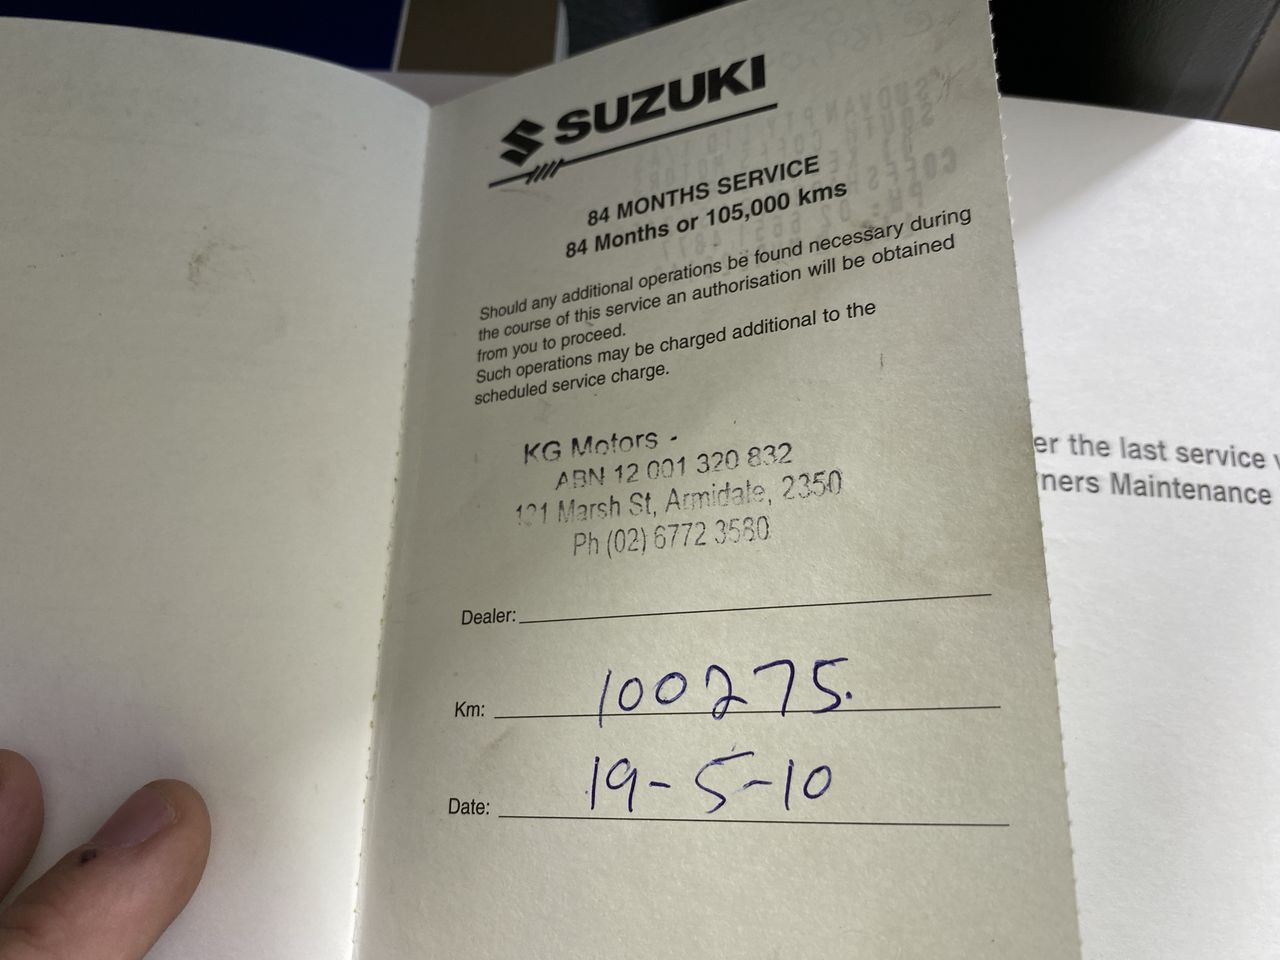 SUZUKI
84 MONTHS SERVICE
84 Months or 105,000 kms
Should any additional operations be found necessary during
the course of this service an authorisation will be obtained
from you to proceed.
Such operations may be charged additional to the
scheduled service charge.
KG Motors -
ABN 12 001 320 832
121 Marsh St, Armidale, 2350
Ph (02) 6772 3580
Dealer:
Km: 100275.
Date: 19-5-10
er the last service
ners Maintenance